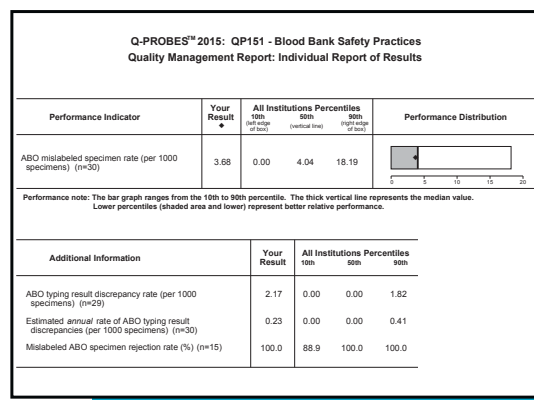 Q-PROBES™ 2015: QP151 - Blood Bank Safety Practices
Quality Management Report: Individual Report of Results
Performance Indicator
Your Result ◆
All Institutions Percentiles
10th (left edge of box)
50th (vertical line)
90th (right edge of box)
Performance Distribution
ABO mislabeled specimen rate (per 1000
specimens) (n=30)
3.68 0.00 4.04 18.19
0 5 10 15 20
Performance note: The bar graph ranges from the 10th to 90th percentile. The thick vertical line represents the median value.
Lower percentiles (shaded area and lower) represent better relative performance.
Additional Information
Your Result
All Institutions Percentiles
10th 50th 90th
ABO typing result discrepancy rate (per 1000
specimens) (n=29)
2.17 0.00 0.00 1.82
Estimated annual rate of ABO typing result
discrepancies (per 1000 specimens) (n=30)
0.23 0.00 0.00 0.41
Mislabeled ABO specimen rejection rate (%) (n=15) 100.0 88.9 100.0 100.0